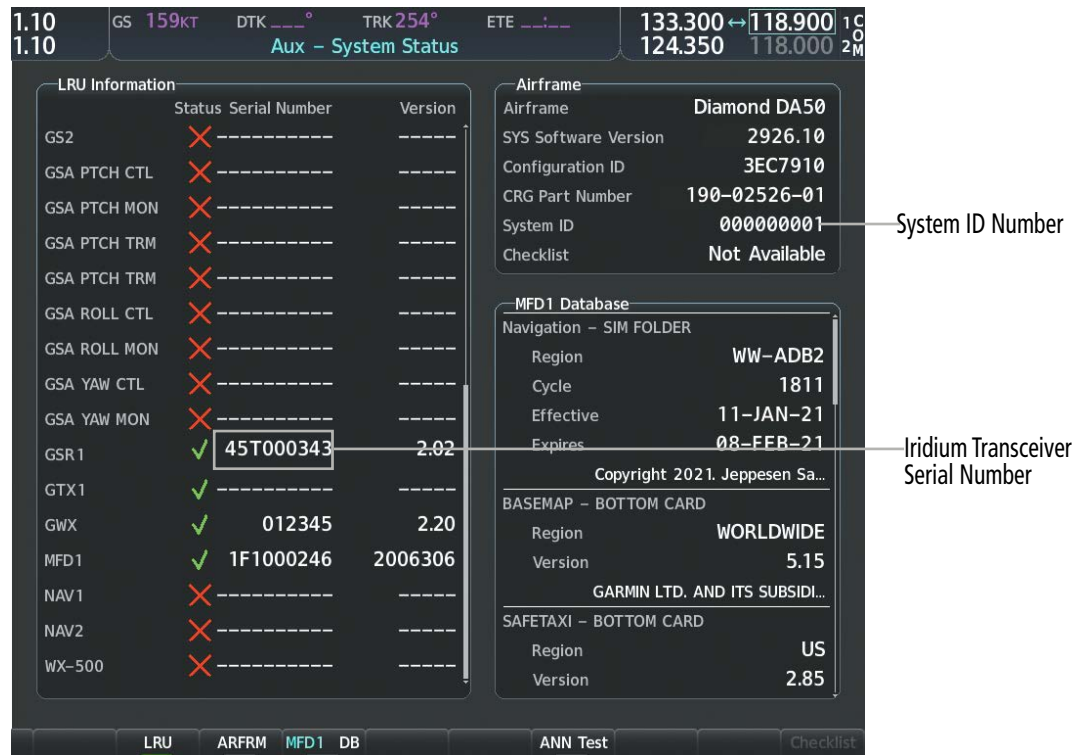 1.10 GS 159KT DTK ___° TRK 254° ETE __:__ 133.300 ↔ 118.900 1 COM
1.10 Aux – System Status 124.350 118.000 2
LRU Information
Status Serial Number Version
GS2 ---------- -----
GSA PTCH CTL ---------- -----
GSA PTCH MON ---------- -----
GSA PTCH TRM ---------- -----
GSA PTCH TRM ---------- -----
GSA ROLL CTL ---------- -----
GSA ROLL MON ---------- -----
GSA YAW CTL ---------- -----
GSA YAW MON ---------- -----
GSR1 45T000343 2.02
GTX1 ---------- -----
GWX 012345 2.20
MFD1 1F1000246 2006306
NAV1 ---------- -----
NAV2 ---------- -----
WX-500 ---------- -----
Airframe
Airframe Diamond DA50
SYS Software Version 2926.10
Configuration ID 3EC7910
CRG Part Number 190-02526-01
System ID 000000001
Checklist Not Available
MFD1 Database
Navigation – SIM FOLDER
Region WW-ADB2
Cycle 1811
Effective 11-JAN-21
Expires 08-FEB-21
Copyright 2021. Jeppesen Sa...
BASEMAP – BOTTOM CARD
Region WORLDWIDE
Version 5.15
GARMIN LTD. AND ITS SUBSIDI...
SAFETAXI – BOTTOM CARD
Region US
Version 2.85
System ID Number
Iridium Transceiver
Serial Number
LRU ARFRM MFD1 DB ANN Test Checklist